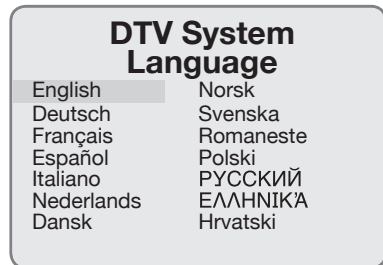 DTV System
Language
English
Deutsch
Français
Español
Italiano
Nederlands
Dansk
Norsk
Svenska
Romaneste
Polski
РУССКИЙ
ΕΛΛΗΝΙΚΆ
Hrvatski